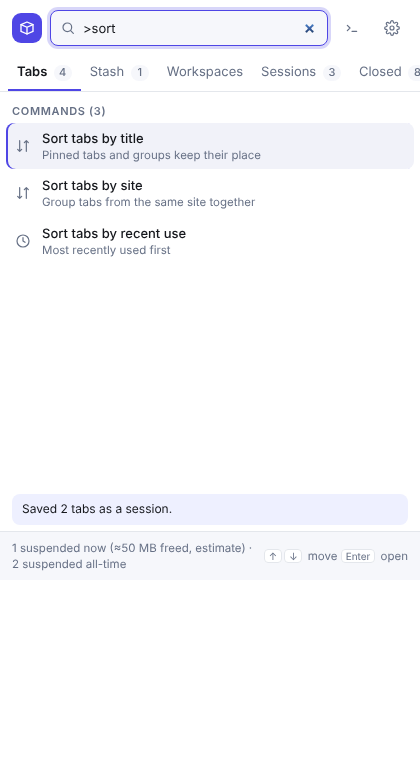 >sort
Tabs 4 Stash 1 Workspaces Sessions 3 Closed 8
COMMANDS (3)
Sort tabs by title
Pinned tabs and groups keep their place
Sort tabs by site
Group tabs from the same site together
Sort tabs by recent use
Most recently used first
Saved 2 tabs as a session.
1 suspended now (≈50 MB freed, estimate) ·
2 suspended all-time
↑ ↓ move Enter open